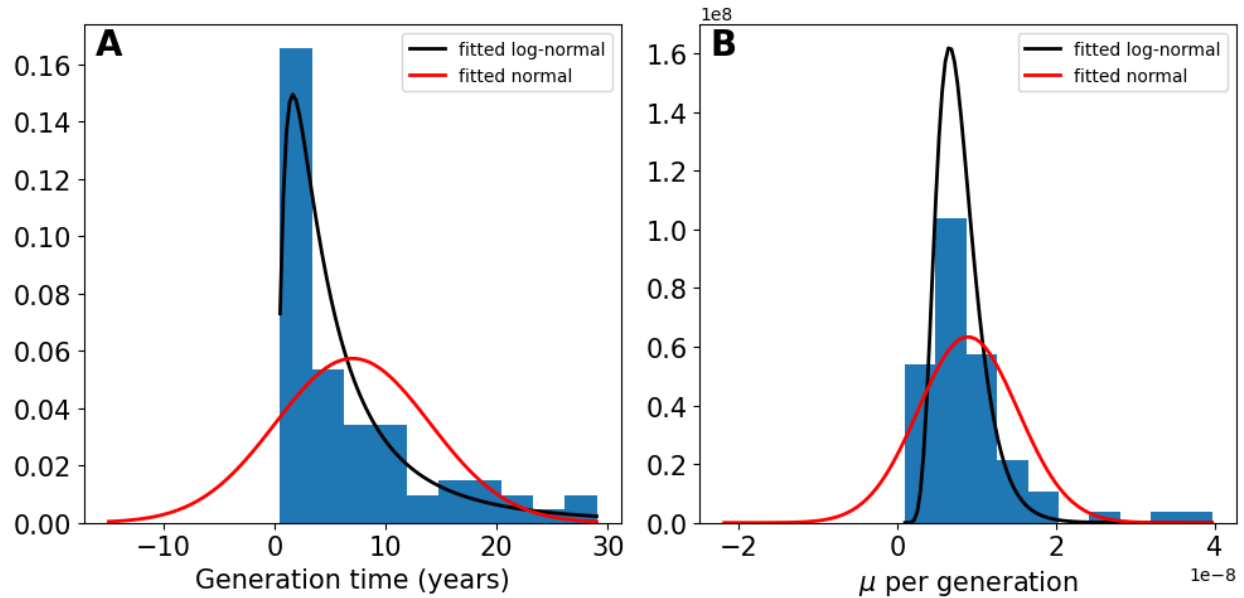 A
fitted log-normal
fitted normal
0.16
0.14
0.12
0.10
0.08
0.06
0.04
0.02
0.00
−10
0
10
20
30
Generation time (years)
1e8
B
fitted log-normal
fitted normal
1.6
1.4
1.2
1.0
0.8
0.6
0.4
0.2
0.0
−2
0
2
4
1e−8
μ per generation